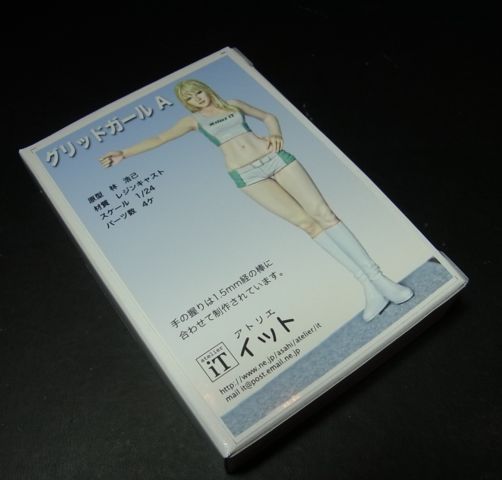 グリッドガール A
原型 林 浩己
材質 レジンキャスト
スケール 1/24
パーツ数 4ケ
手の握りは1.5mm経の棒に
合わせて制作されています。
atelier
iT
アトリエ
イット
http://www.ne.jp/asahi/atelier/it
mail it@post.email.ne.jp